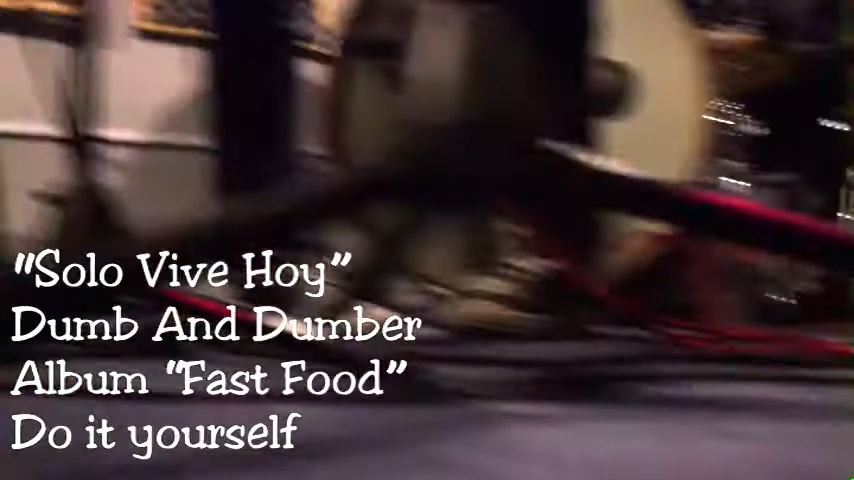 "Solo Vive Hoy"
Dumb And Dumber
Album "Fast Food"
Do it yourself